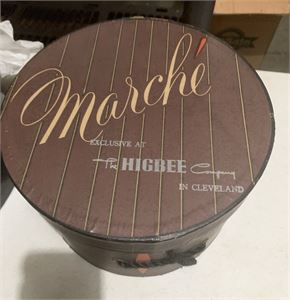 Marché
EXCLUSIVE AT
The HIGBEE Company
IN CLEVELAND